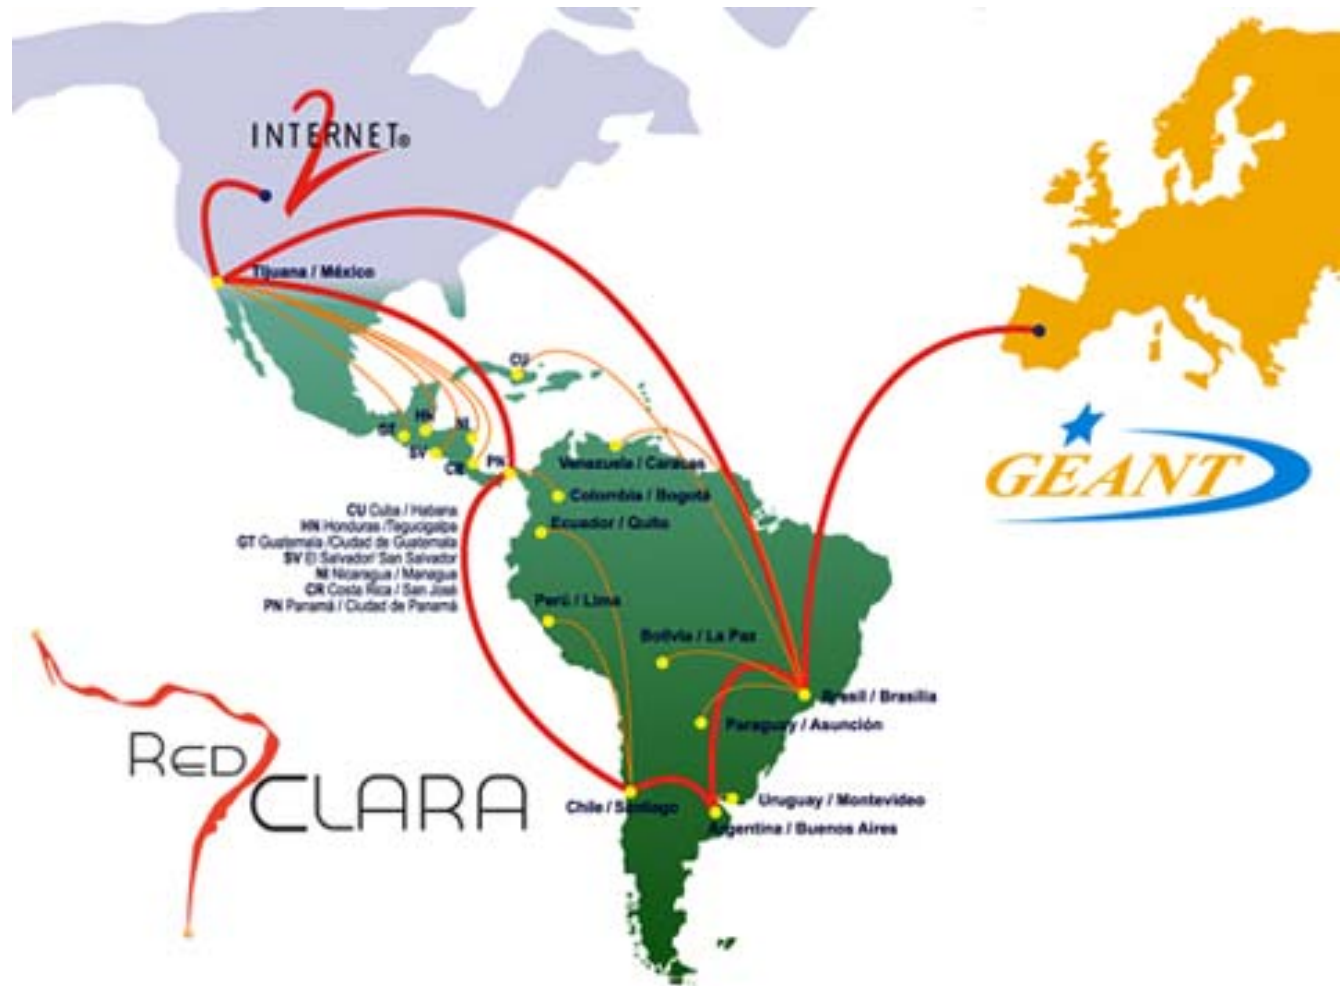 INTERNET®
2
Tijuana / México
CU
HN
GT
NI
SV
CR
PN
Venezuela / Caracas
Colombia / Bogotá
Ecuador / Quito
CU Cuba / Habana
HN Honduras /Tegucigalpa
GT Guatemala /Ciudad de Guatemala
SV El Salvador/ San Salvador
NI Nicaragua / Managua
CR Costa Rica / San José
PN Panamá / Ciudad de Panamá
GEANT
Perú / Lima
Bolivia / La Paz
Brasil / Brasilia
Paraguay / Asunción
RED
CLARA
Chile / Santiago
Uruguay / Montevideo
Argentina / Buenos Aires